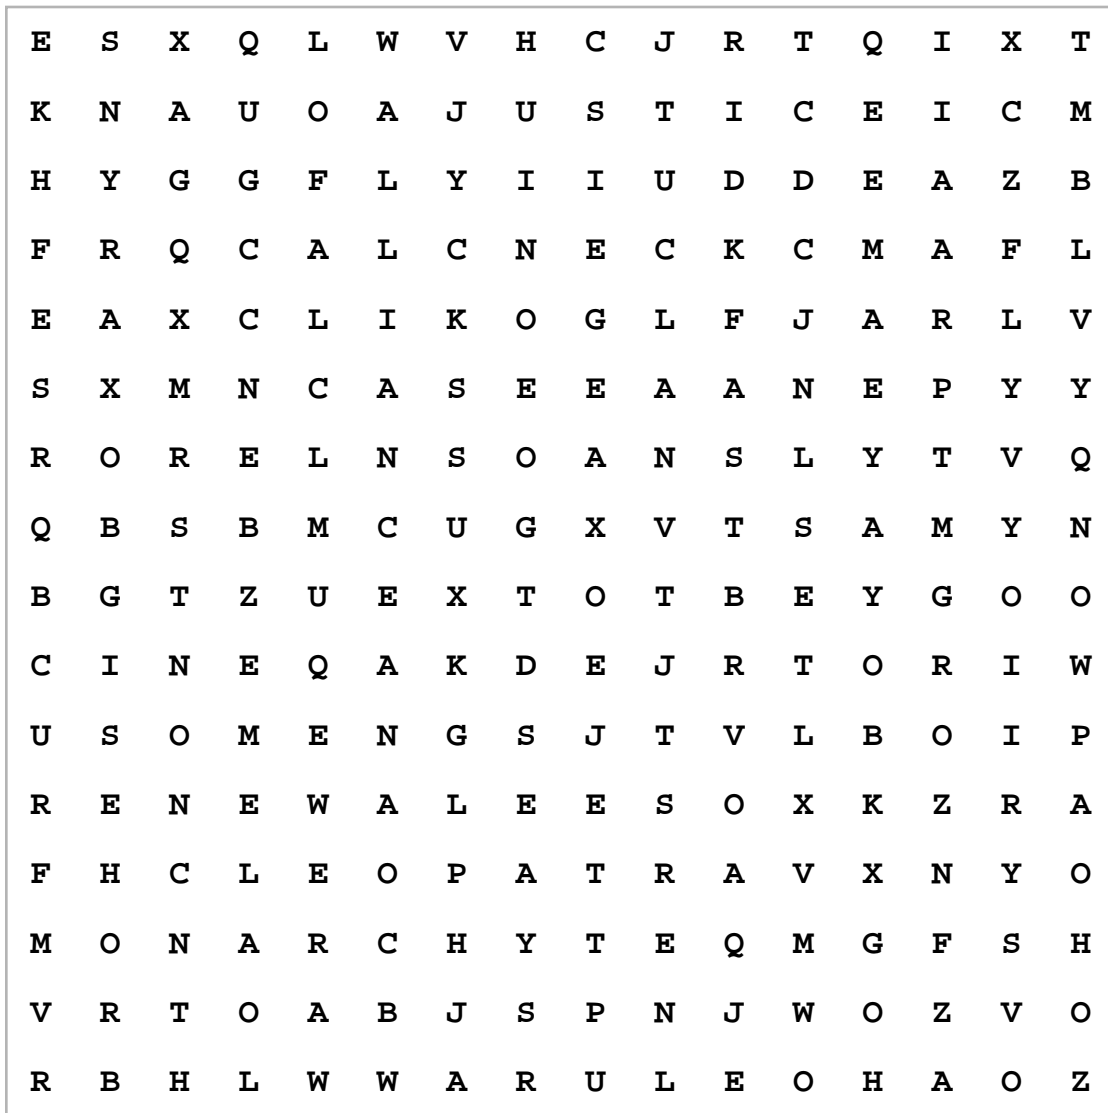 E S X Q L W V H C J R T Q I X T
K N A U O A J U S T I C E I C M
H Y G G F L Y I I U D D E A Z B
F R Q C A L C N E C K C M A F L
E A X C L I K O G L F J A R L V
S X M N C A S E E A A N E P Y Y
R O R E L N S O A N S L Y T V Q
Q B S B M C U G X V T S A M Y N
B G T Z U E X T O T B E Y G O O
C I N E Q A K D E J R T O R I W
U S O M E N G S J T V L B O I P
R E N E W A L E E S O X K Z R A
F H C L E O P A T R A V X N Y O
M O N A R C H Y T E Q M G F S H
V R T O A B J S P N J W O Z V O
R B H L W W A R U L E O H A O Z